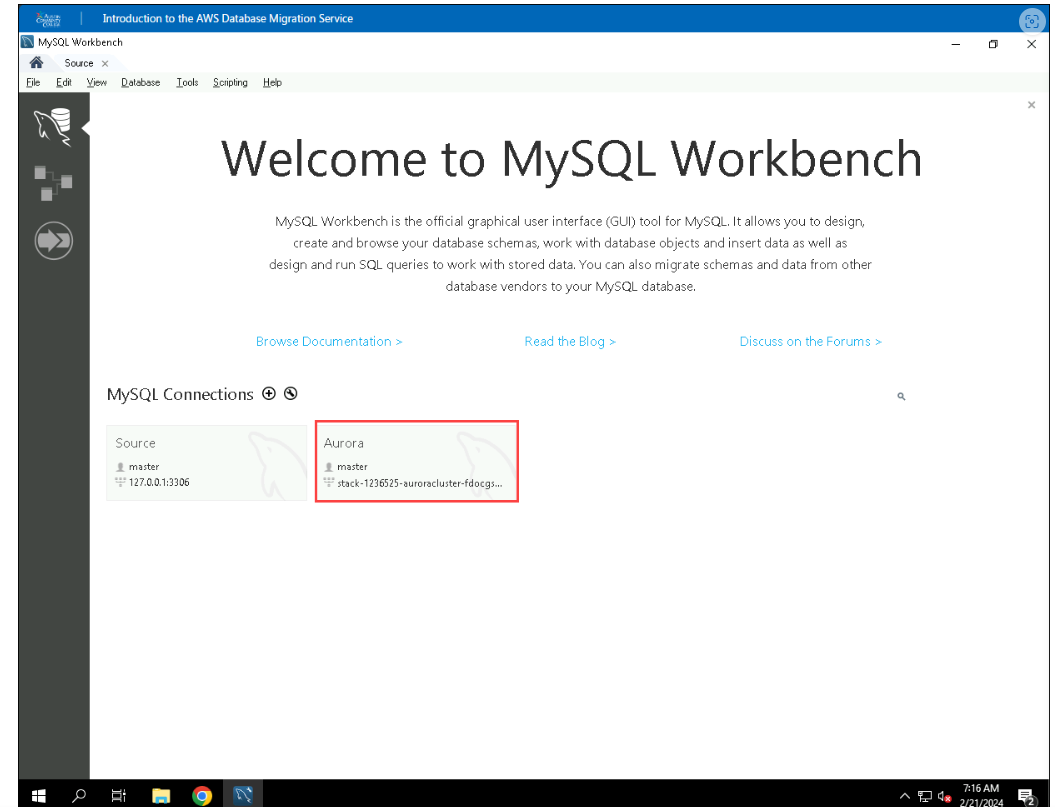 AUSTIN COMMUNITY COLLEGE
Introduction to the AWS Database Migration Service
MySQL Workbench
Source ×
File Edit View Database Tools Scripting Help
Welcome to MySQL Workbench
MySQL Workbench is the official graphical user interface (GUI) tool for MySQL. It allows you to design,
create and browse your database schemas, work with database objects and insert data as well as
design and run SQL queries to work with stored data. You can also migrate schemas and data from other
database vendors to your MySQL database.
Browse Documentation >
Read the Blog >
Discuss on the Forums >
MySQL Connections
Source
master
127.0.0.1:3306
Aurora
master
stack-1236525-auroracluster-fdocgs...
7:16 AM
2/21/2024
2